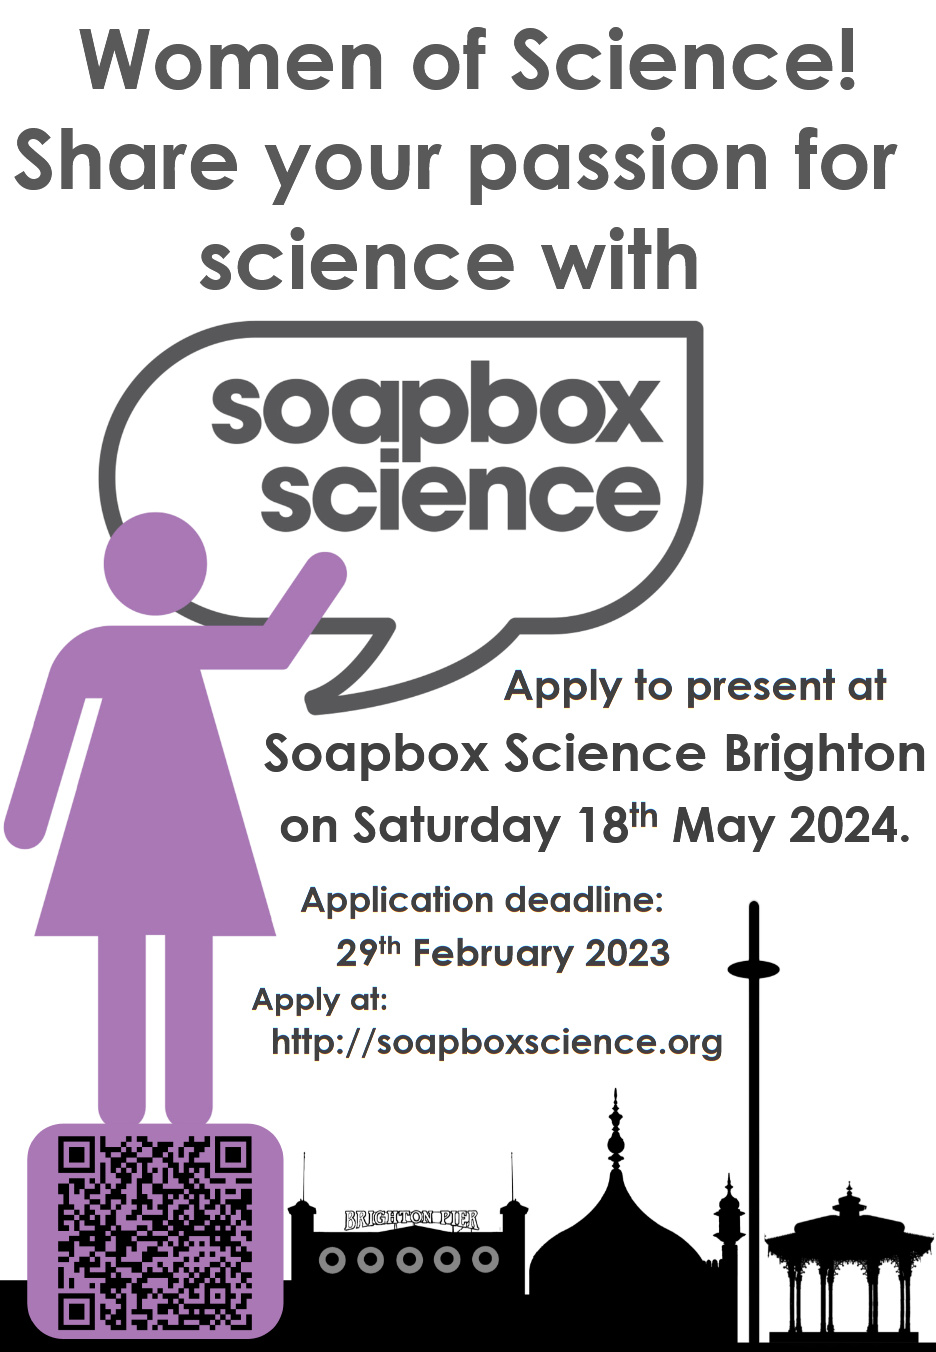 Women of Science!
Share your passion for
science with
soapbox
science
Apply to present at
Soapbox Science Brighton
on Saturday 18th May 2024.
Application deadline:
29th February 2023
Apply at:
http://soapboxscience.org
BRIGHTON PIER